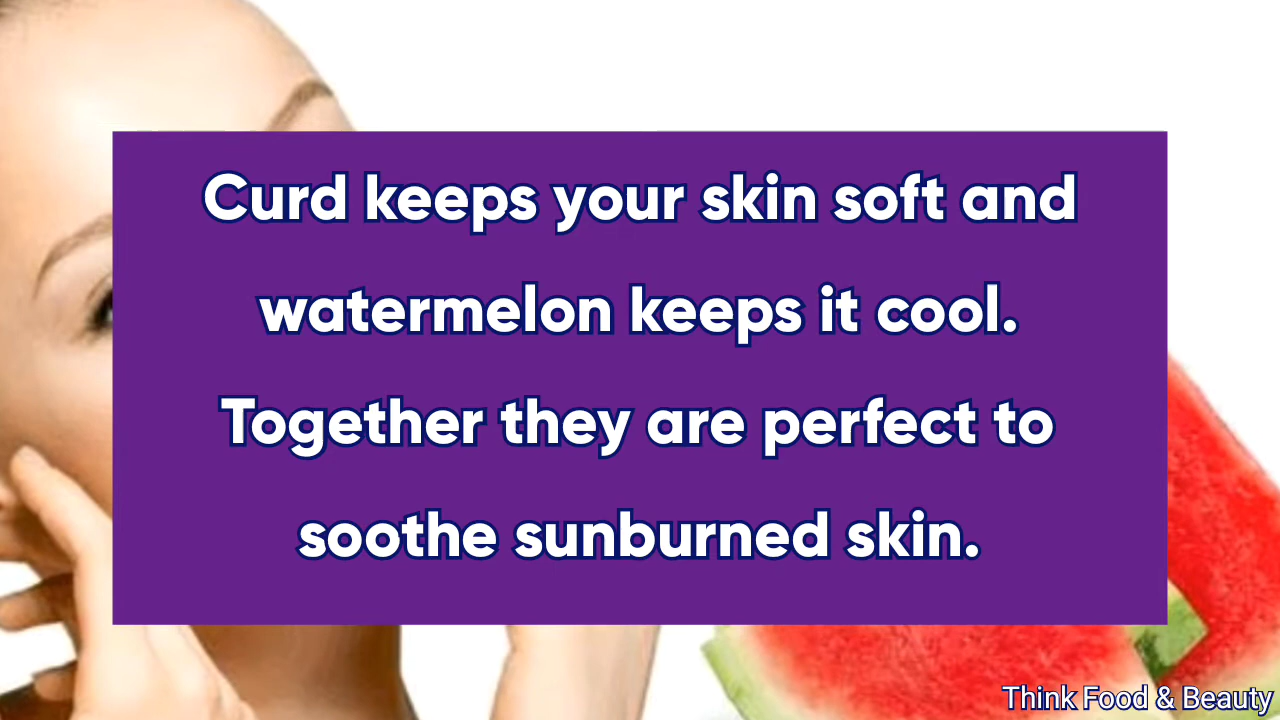 Curd keeps your skin soft and
watermelon keeps it cool.
Together they are perfect to
soothe sunburned skin.
Think Food & Beauty